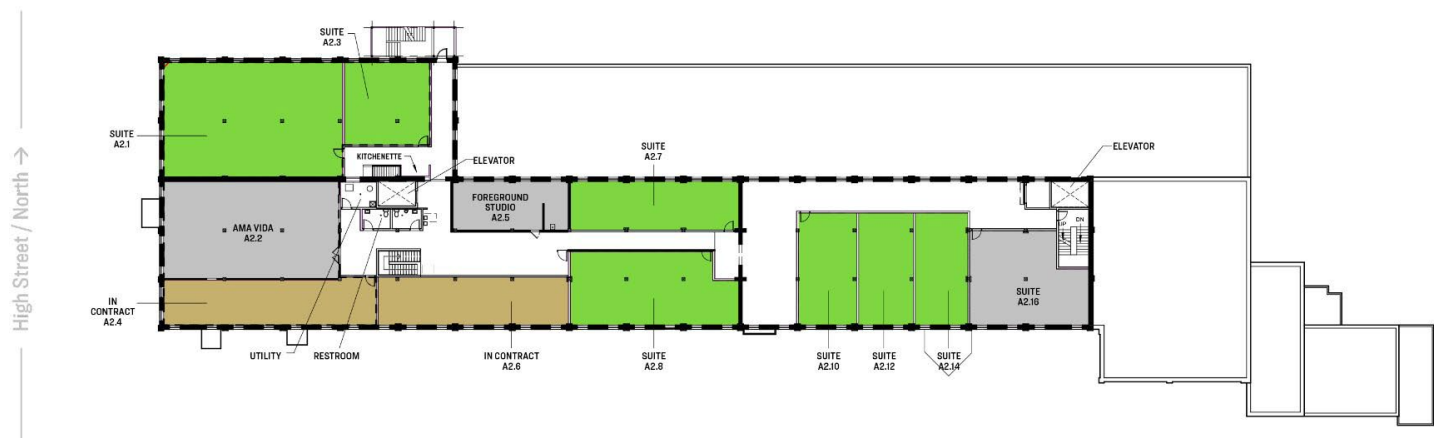 High Street / North →
SUITE
A2.3
SUITE
A2.1
KITCHENETTE
ELEVATOR
SUITE
A2.7
ELEVATOR
FOREGROUND
STUDIO
A2.5
AMA VIDA
A2.2
UP
DN
SUITE
A2.16
IN
CONTRACT
A2.4
UTILITY
RESTROOM
IN CONTRACT
A2.6
SUITE
A2.8
SUITE
A2.10
SUITE
A2.12
SUITE
A2.14